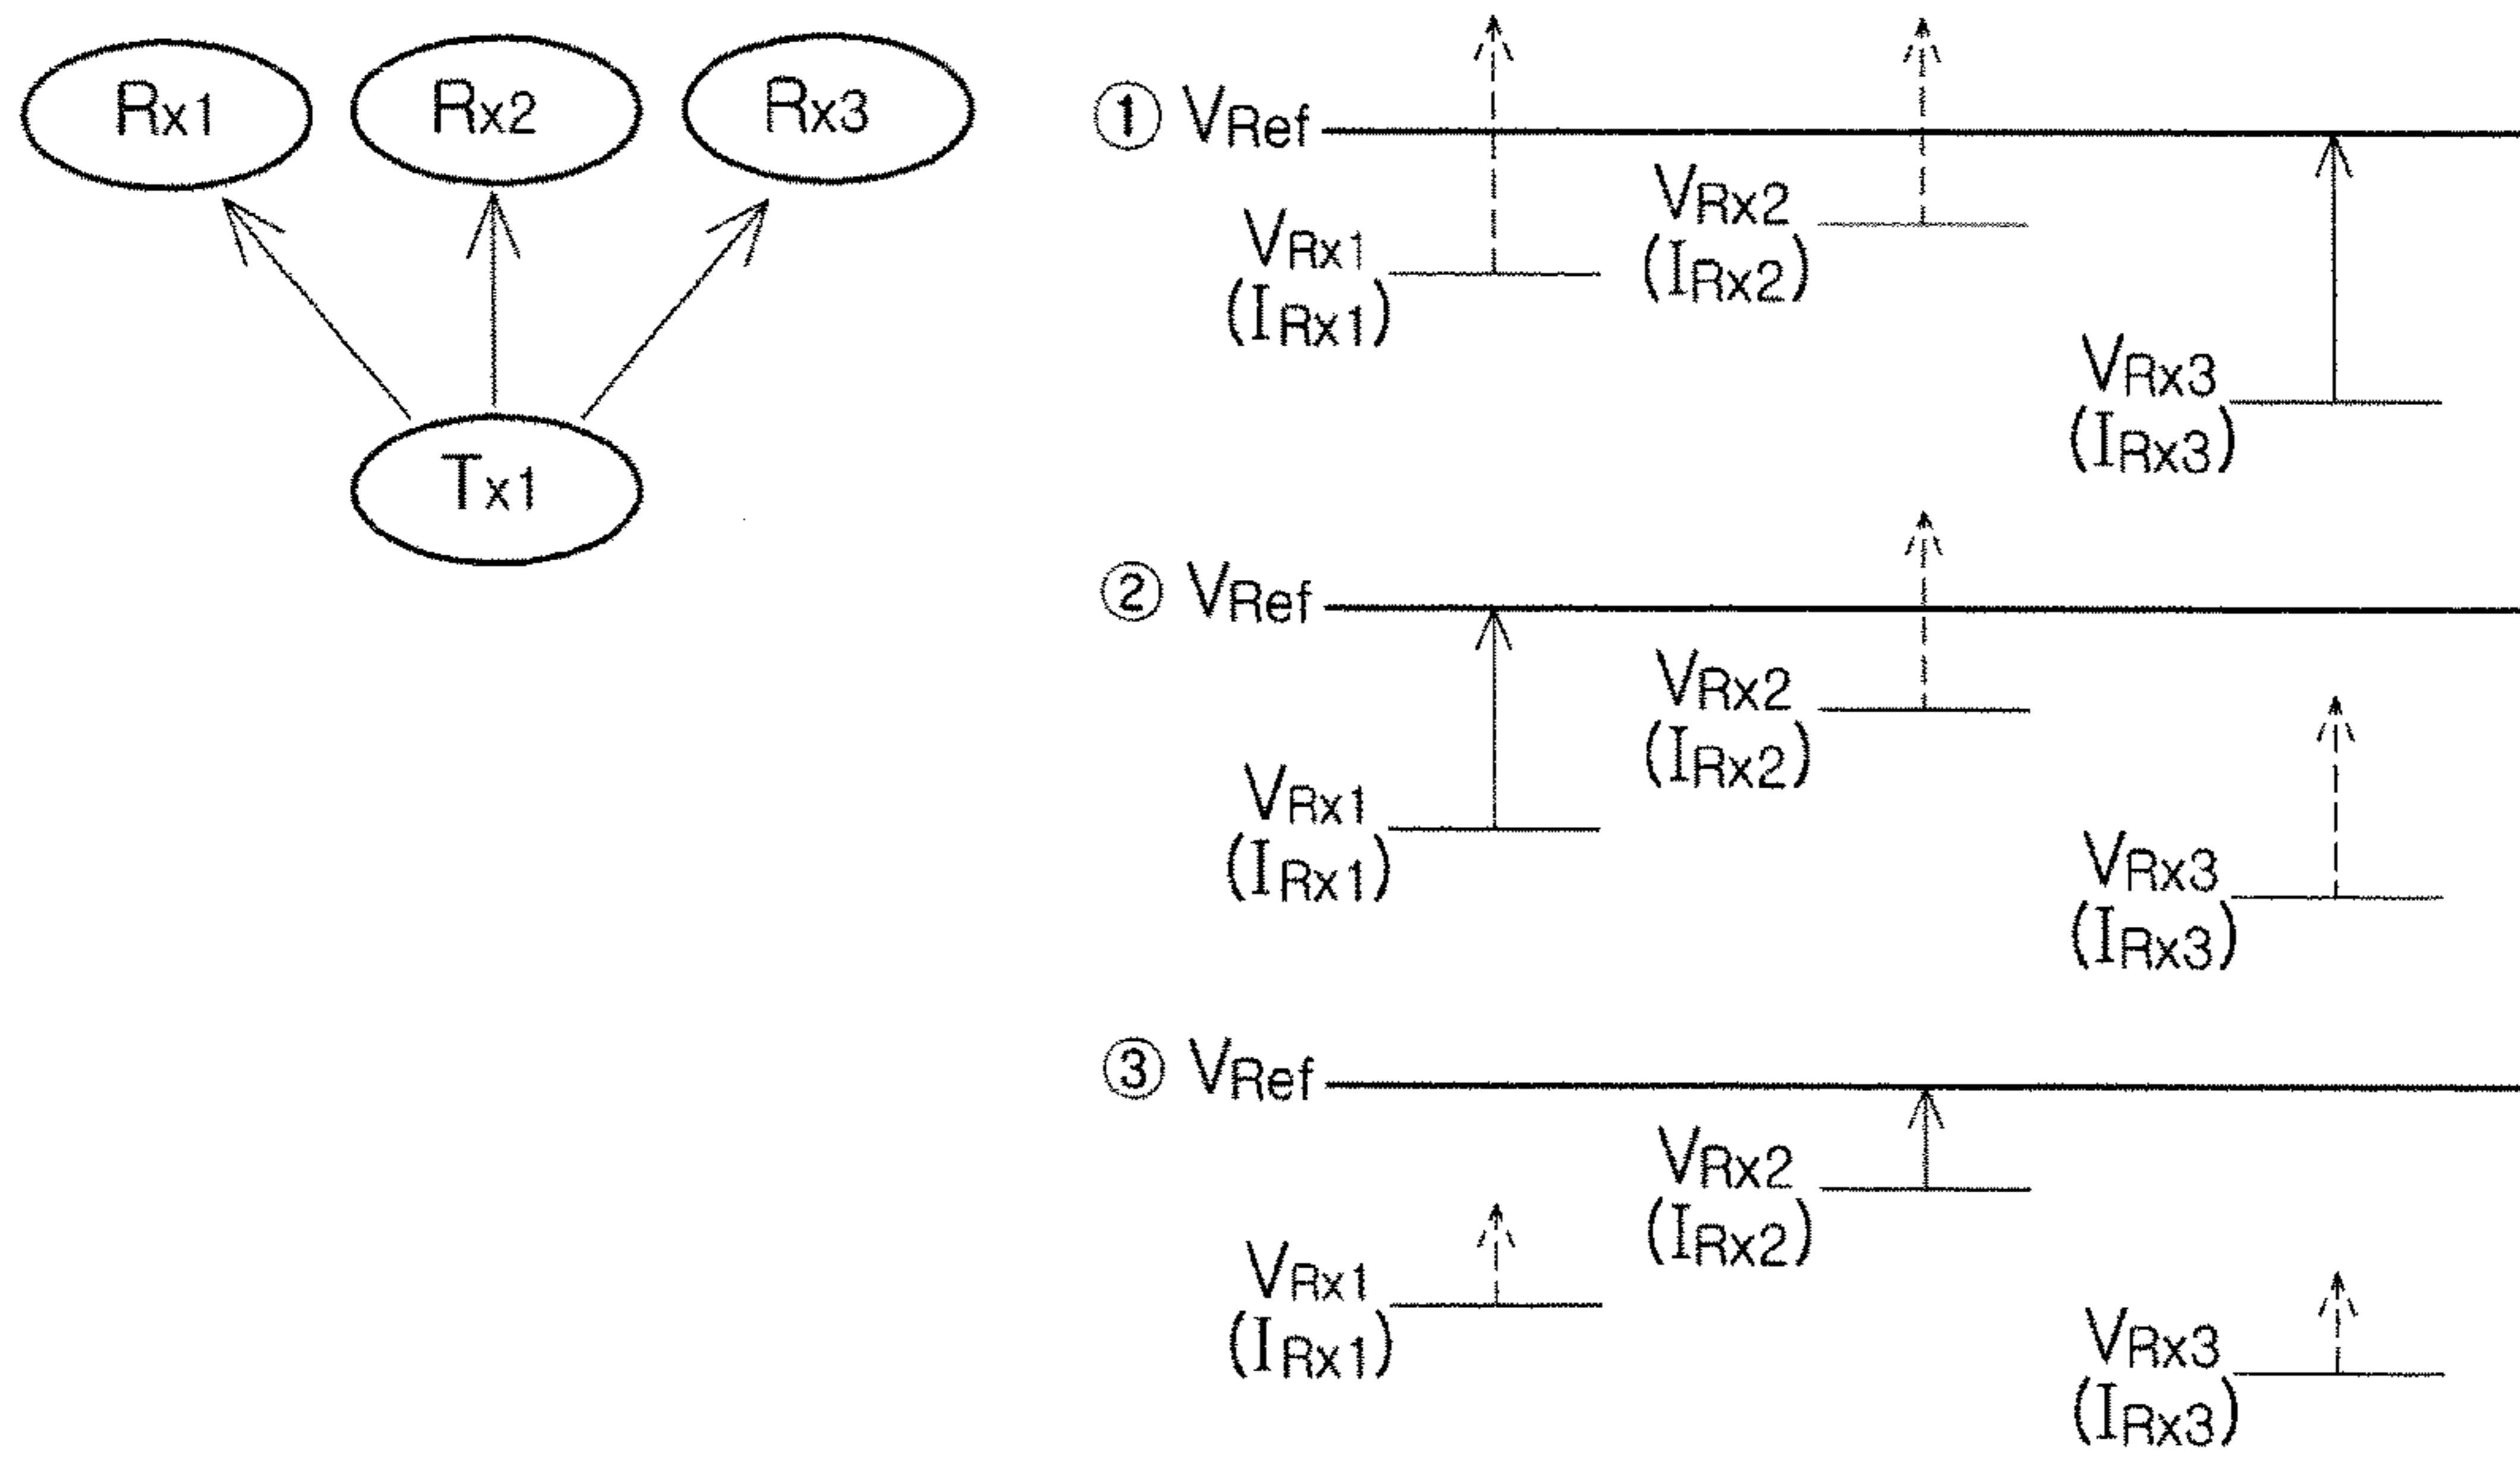 Rx1 Rx2 Rx3
Tx1
① VRef
VRx1
(IRx1)
VRx2
(IRx2)
VRx3
(IRx3)
② VRef
VRx1
(IRx1)
VRx2
(IRx2)
VRx3
(IRx3)
③ VRef
VRx1
(IRx1)
VRx2
(IRx2)
VRx3
(IRx3)